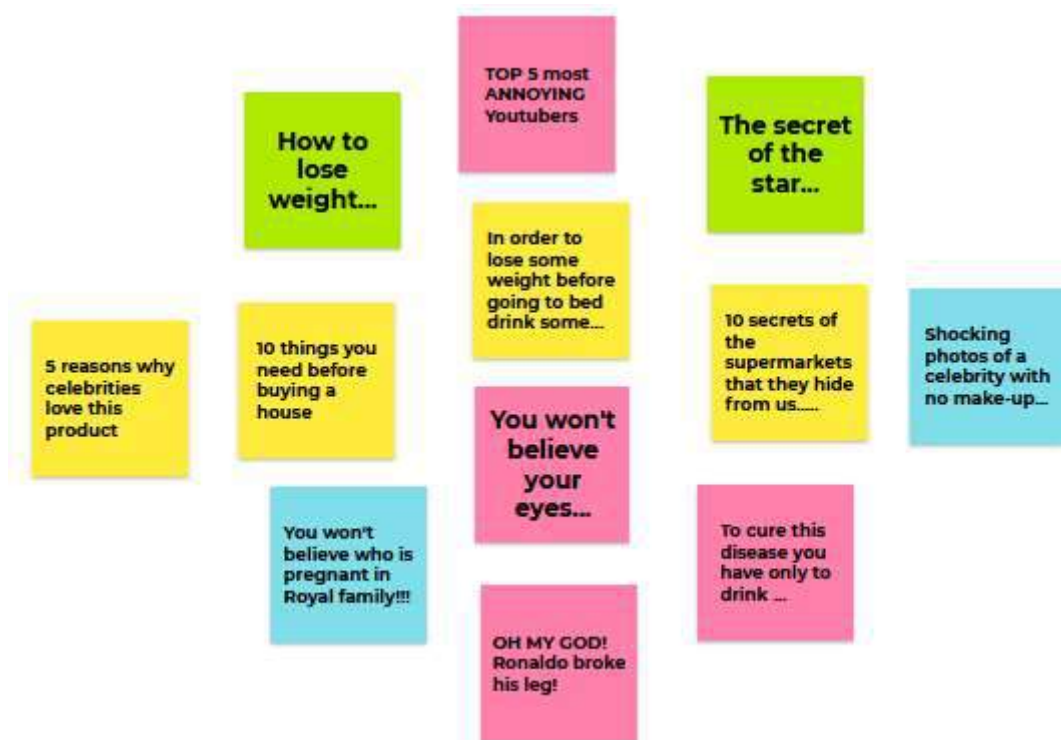 TOP 5 most
ANNOYING
Youtubers
How to
lose
weight...
The secret
of the
star...
In order to
lose some
weight before
going to bed
drink some...
5 reasons why
celebrities
love this
product
10 things you
need before
buying a
house
10 secrets of
the
supermarkets
that they hide
from us.....
Shocking
photos of a
celebrity with
no make-up...
You won't
believe
your
eyes...
You won't
believe who is
pregnant in
Royal family!!!
To cure this
disease you
have only to
drink ...
OH MY GOD!
Ronaldo broke
his leg!